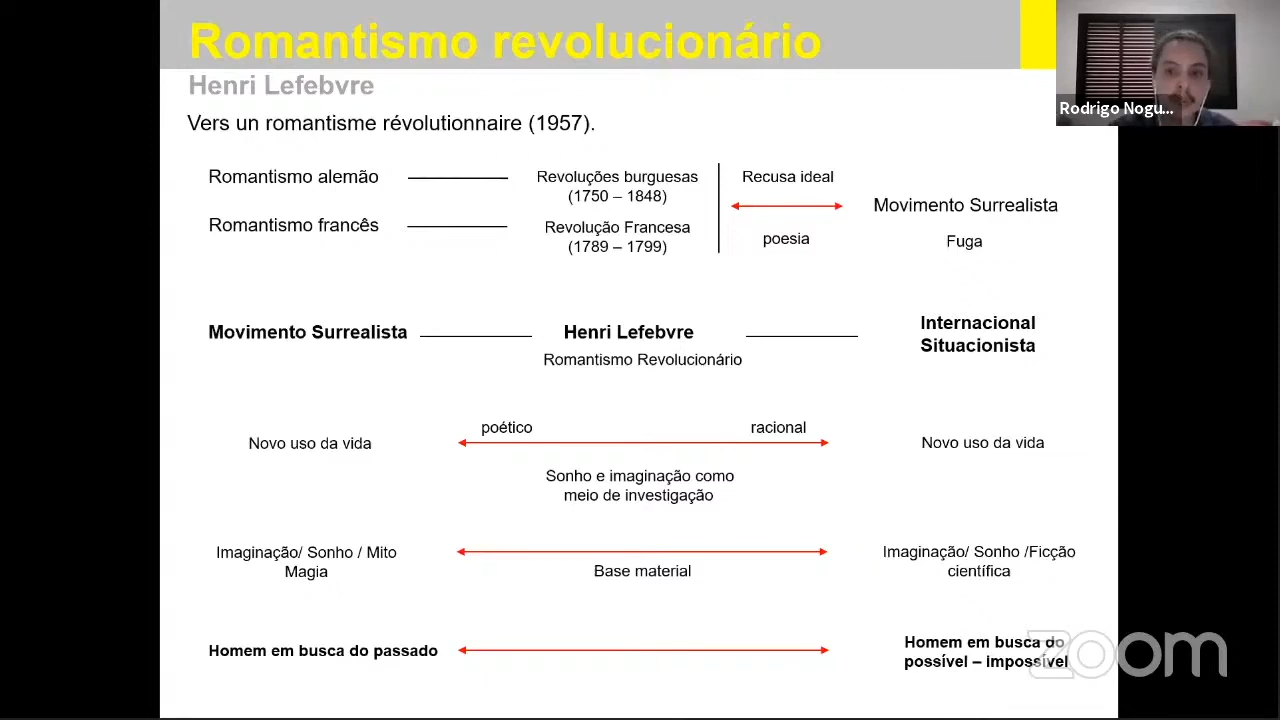 Romantismo revolucionário
Henri Lefebvre
Vers un romantisme révolutionnaire (1957).
Rodrigo Nogu...
Romantismo alemão
Revoluções burguesas
(1750 – 1848)
Recusa ideal
Movimento Surrealista
Romantismo francês
Revolução Francesa
(1789 – 1799)
poesia
Fuga
Movimento Surrealista
Henri Lefebvre
Romantismo Revolucionário
Internacional
Situacionista
Novo uso da vida
poético
racional
Novo uso da vida
Sonho e imaginação como
meio de investigação
Imaginação/ Sonho / Mito
Magia
Base material
Imaginação/ Sonho /Ficção
científica
Homem em busca do passado
Homem em busca do
possível – impossível
zoom